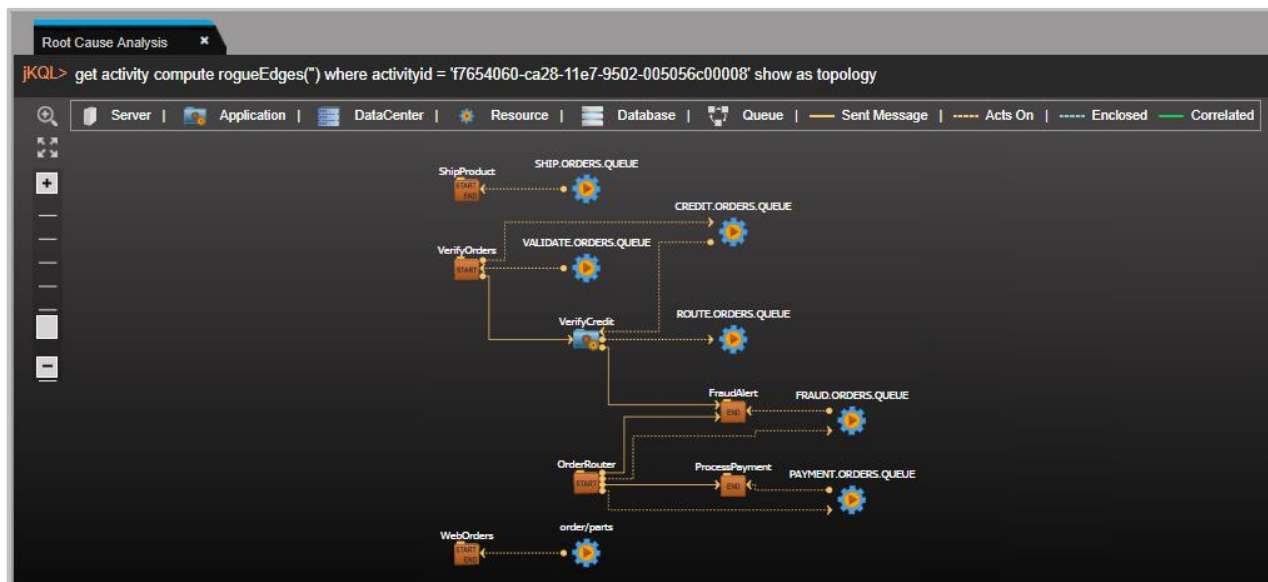 Root Cause Analysis ×
jKQL> get activity compute rogueEdges('') where activityid = 'f7654060-ca28-11e7-9502-005056c00008' show as topology
Server | Application | DataCenter | Resource | Database | Queue | Sent Message | Acts On | Enclosed Correlated
SHIP.ORDERS.QUEUE
ShipProduct
START
END
CREDIT.ORDERS.QUEUE
VALIDATE.ORDERS.QUEUE
VerifyOrders
START
ROUTE.ORDERS.QUEUE
VerifyCredit
FraudAlert
FRAUD.ORDERS.QUEUE
END
OrderRouter
ProcessPayment
PAYMENT.ORDERS.QUEUE
START
END
order/parts
WebOrders
START
END